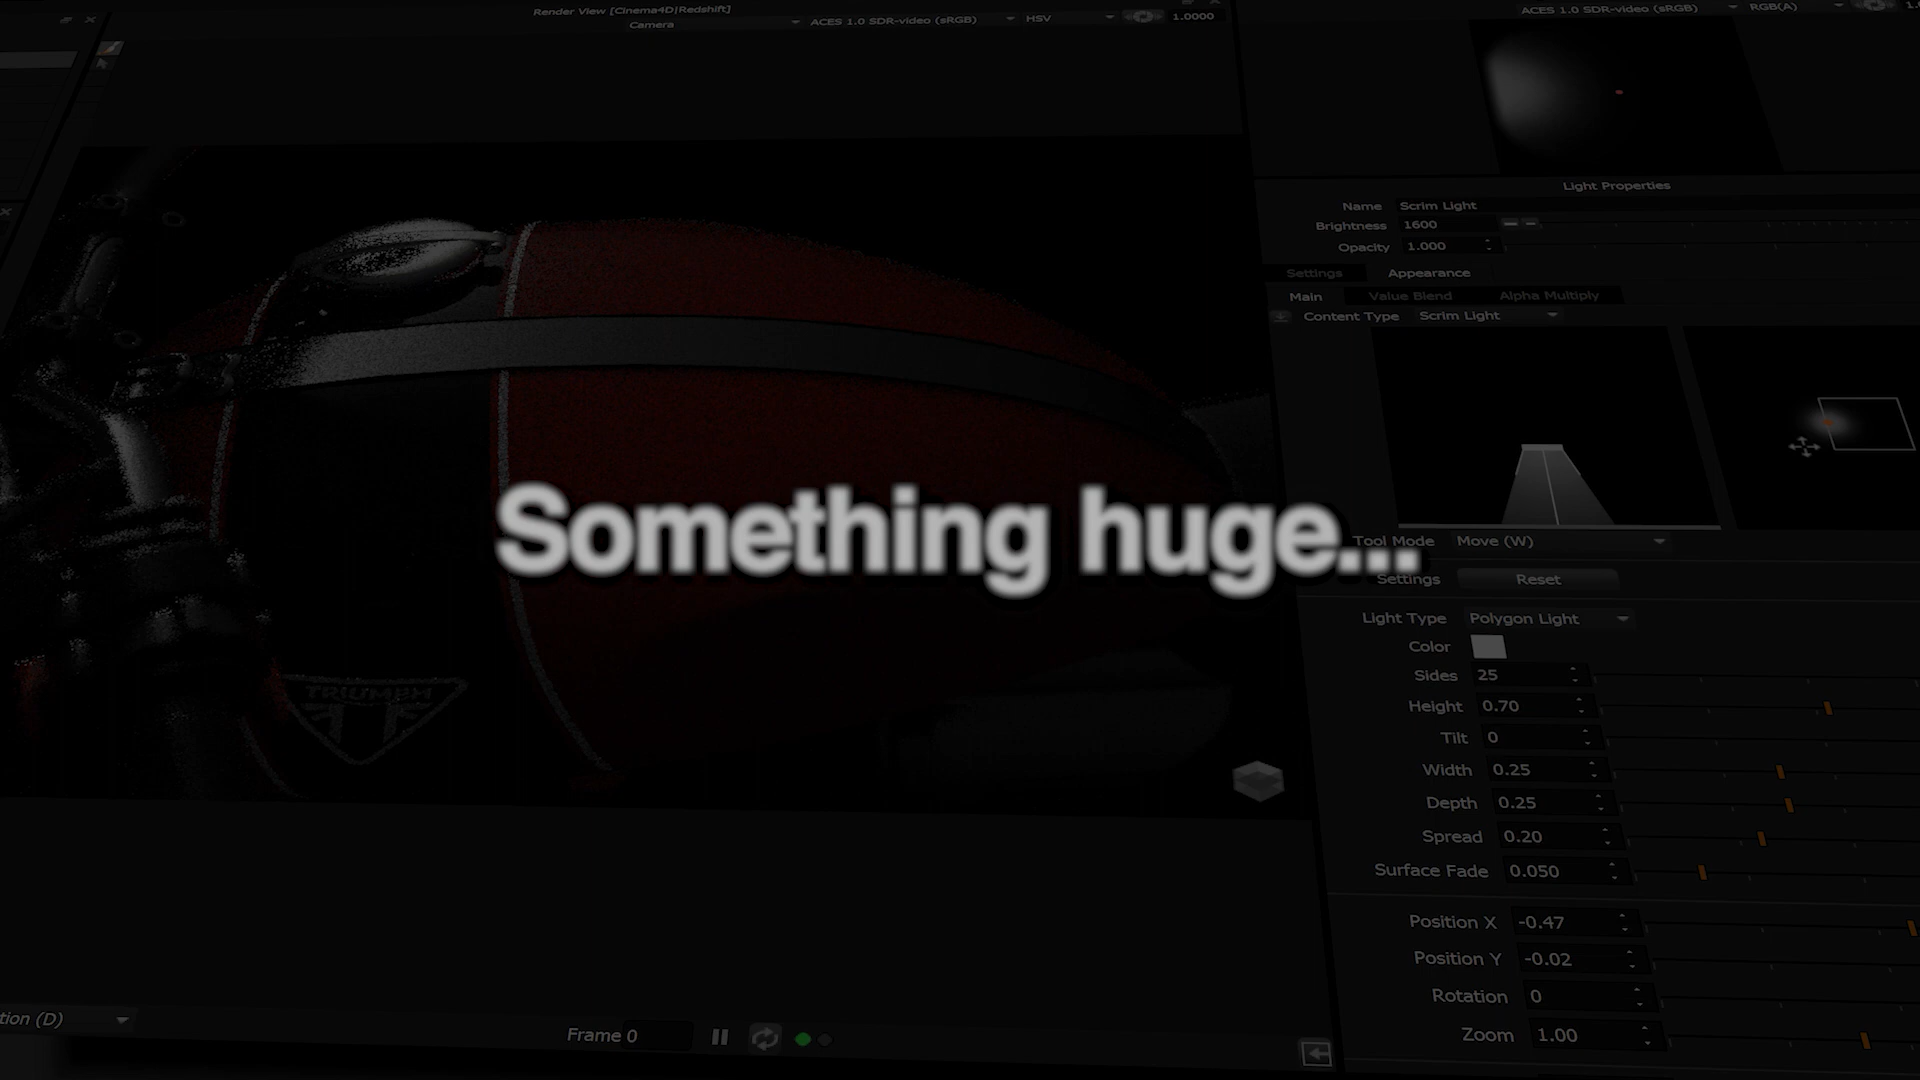 Render View [Cinema4D|Redshift]
Camera
ACES 1.0 SDR-video (sRGB)
HSV
1.0000
ACES 1.0 SDR-video (sRGB)
RGB(A)
Light Properties
Name Scrim Light
Brightness 1600
Opacity 1.000
Settings Appearance
Main Value Blend Alpha Multiply
Content Type Scrim Light
Something huge...
Tool Mode Move (W)
Settings Reset
Light Type Polygon Light
Color
Sides 25
TRIUMPH
Height 0.70
Tilt 0
Width 0.25
Depth 0.25
Spread 0.20
Surface Fade 0.050
Position X -0.47
Position Y -0.02
Rotation 0
tion (D)
Frame 0
Zoom 1.00